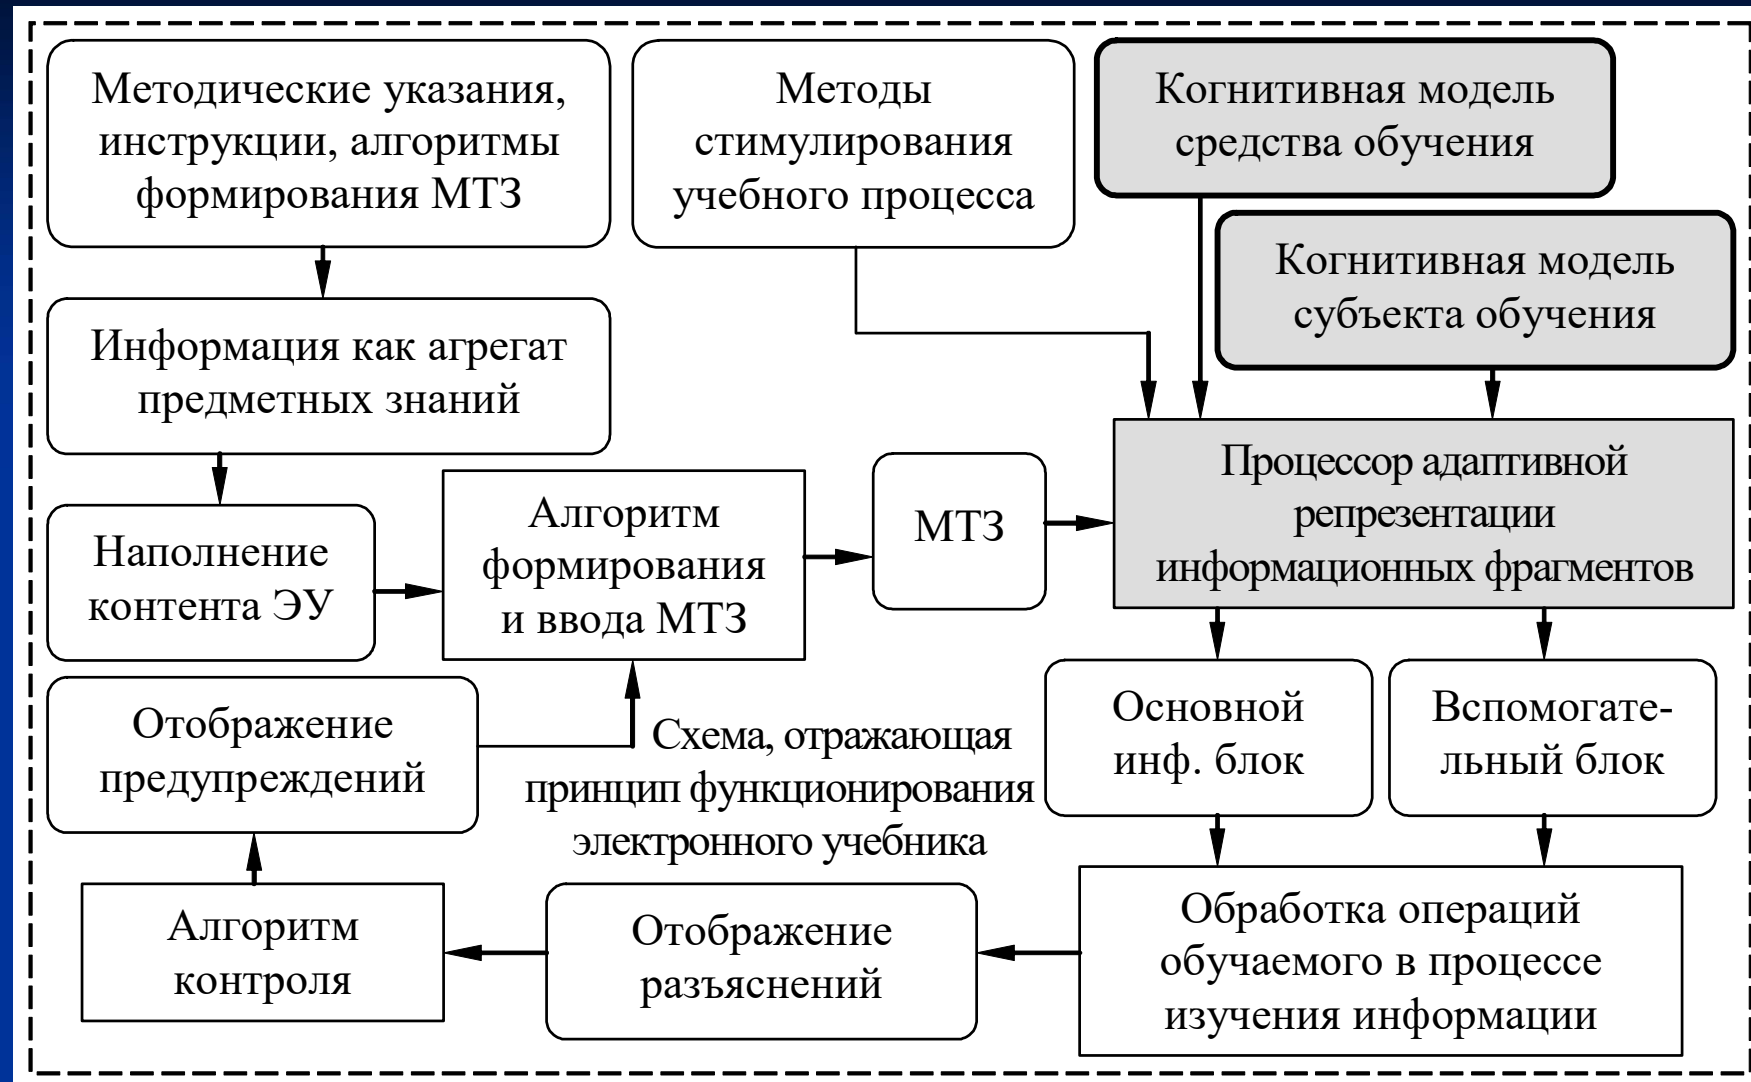 Методические указания,
инструкции, алгоритмы
формирования МТЗ
Методы
стимулирования
учебного процесса
Когнитивная модель
средства обучения
Когнитивная модель
субъекта обучения
Информация как агрегат
предметных знаний
Наполнение
контента ЭУ
Алгоритм
формирования
и ввода МТЗ
МТЗ
Процессор адаптивной
репрезентации
информационных фрагментов
Отображение
предупреждений
Схема, отражающая
принцип функционирования
электронного учебника
Основной
инф. блок
Вспомогате-
льный блок
Алгоритм
контроля
Отображение
разъяснений
Обработка операций
обучаемого в процессе
изучения информации